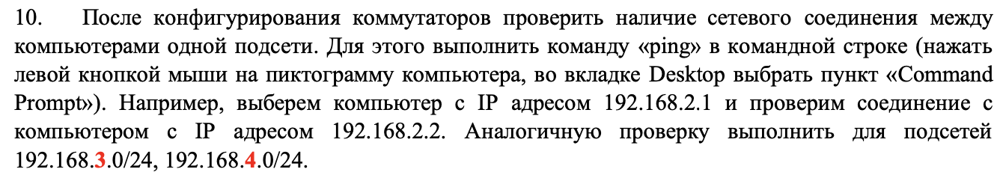 10. После конфигурирования коммутаторов проверить наличие сетевого соединения между
компьютерами одной подсети. Для этого выполнить команду «ping» в командной строке (нажать
левой кнопкой мыши на пиктограмму компьютера, во вкладке Desktop выбрать пункт «Command
Prompt»). Например, выберем компьютер с IP адресом 192.168.2.1 и проверим соединение с
компьютером с IP адресом 192.168.2.2. Аналогичную проверку выполнить для подсетей
192.168.3.0/24, 192.168.4.0/24.